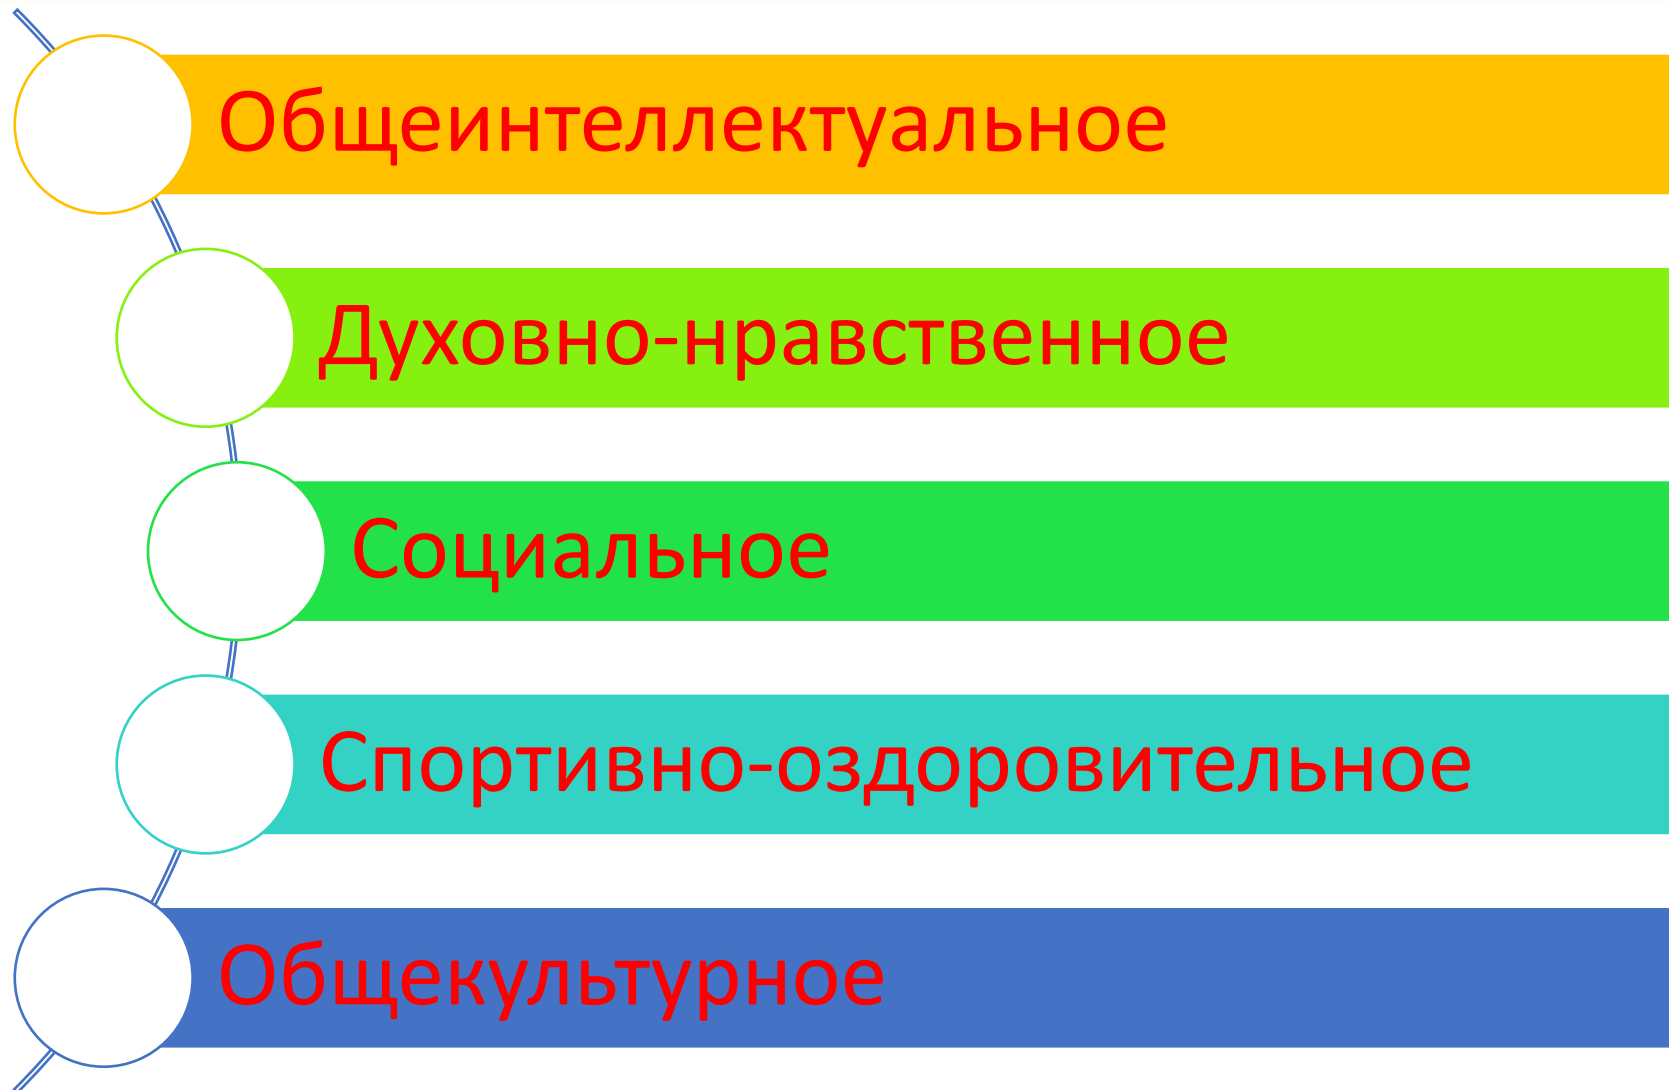 Общеинтеллектуальное
Духовно-нравственное
Социальное
Спортивно-оздоровительное
Общекультурное